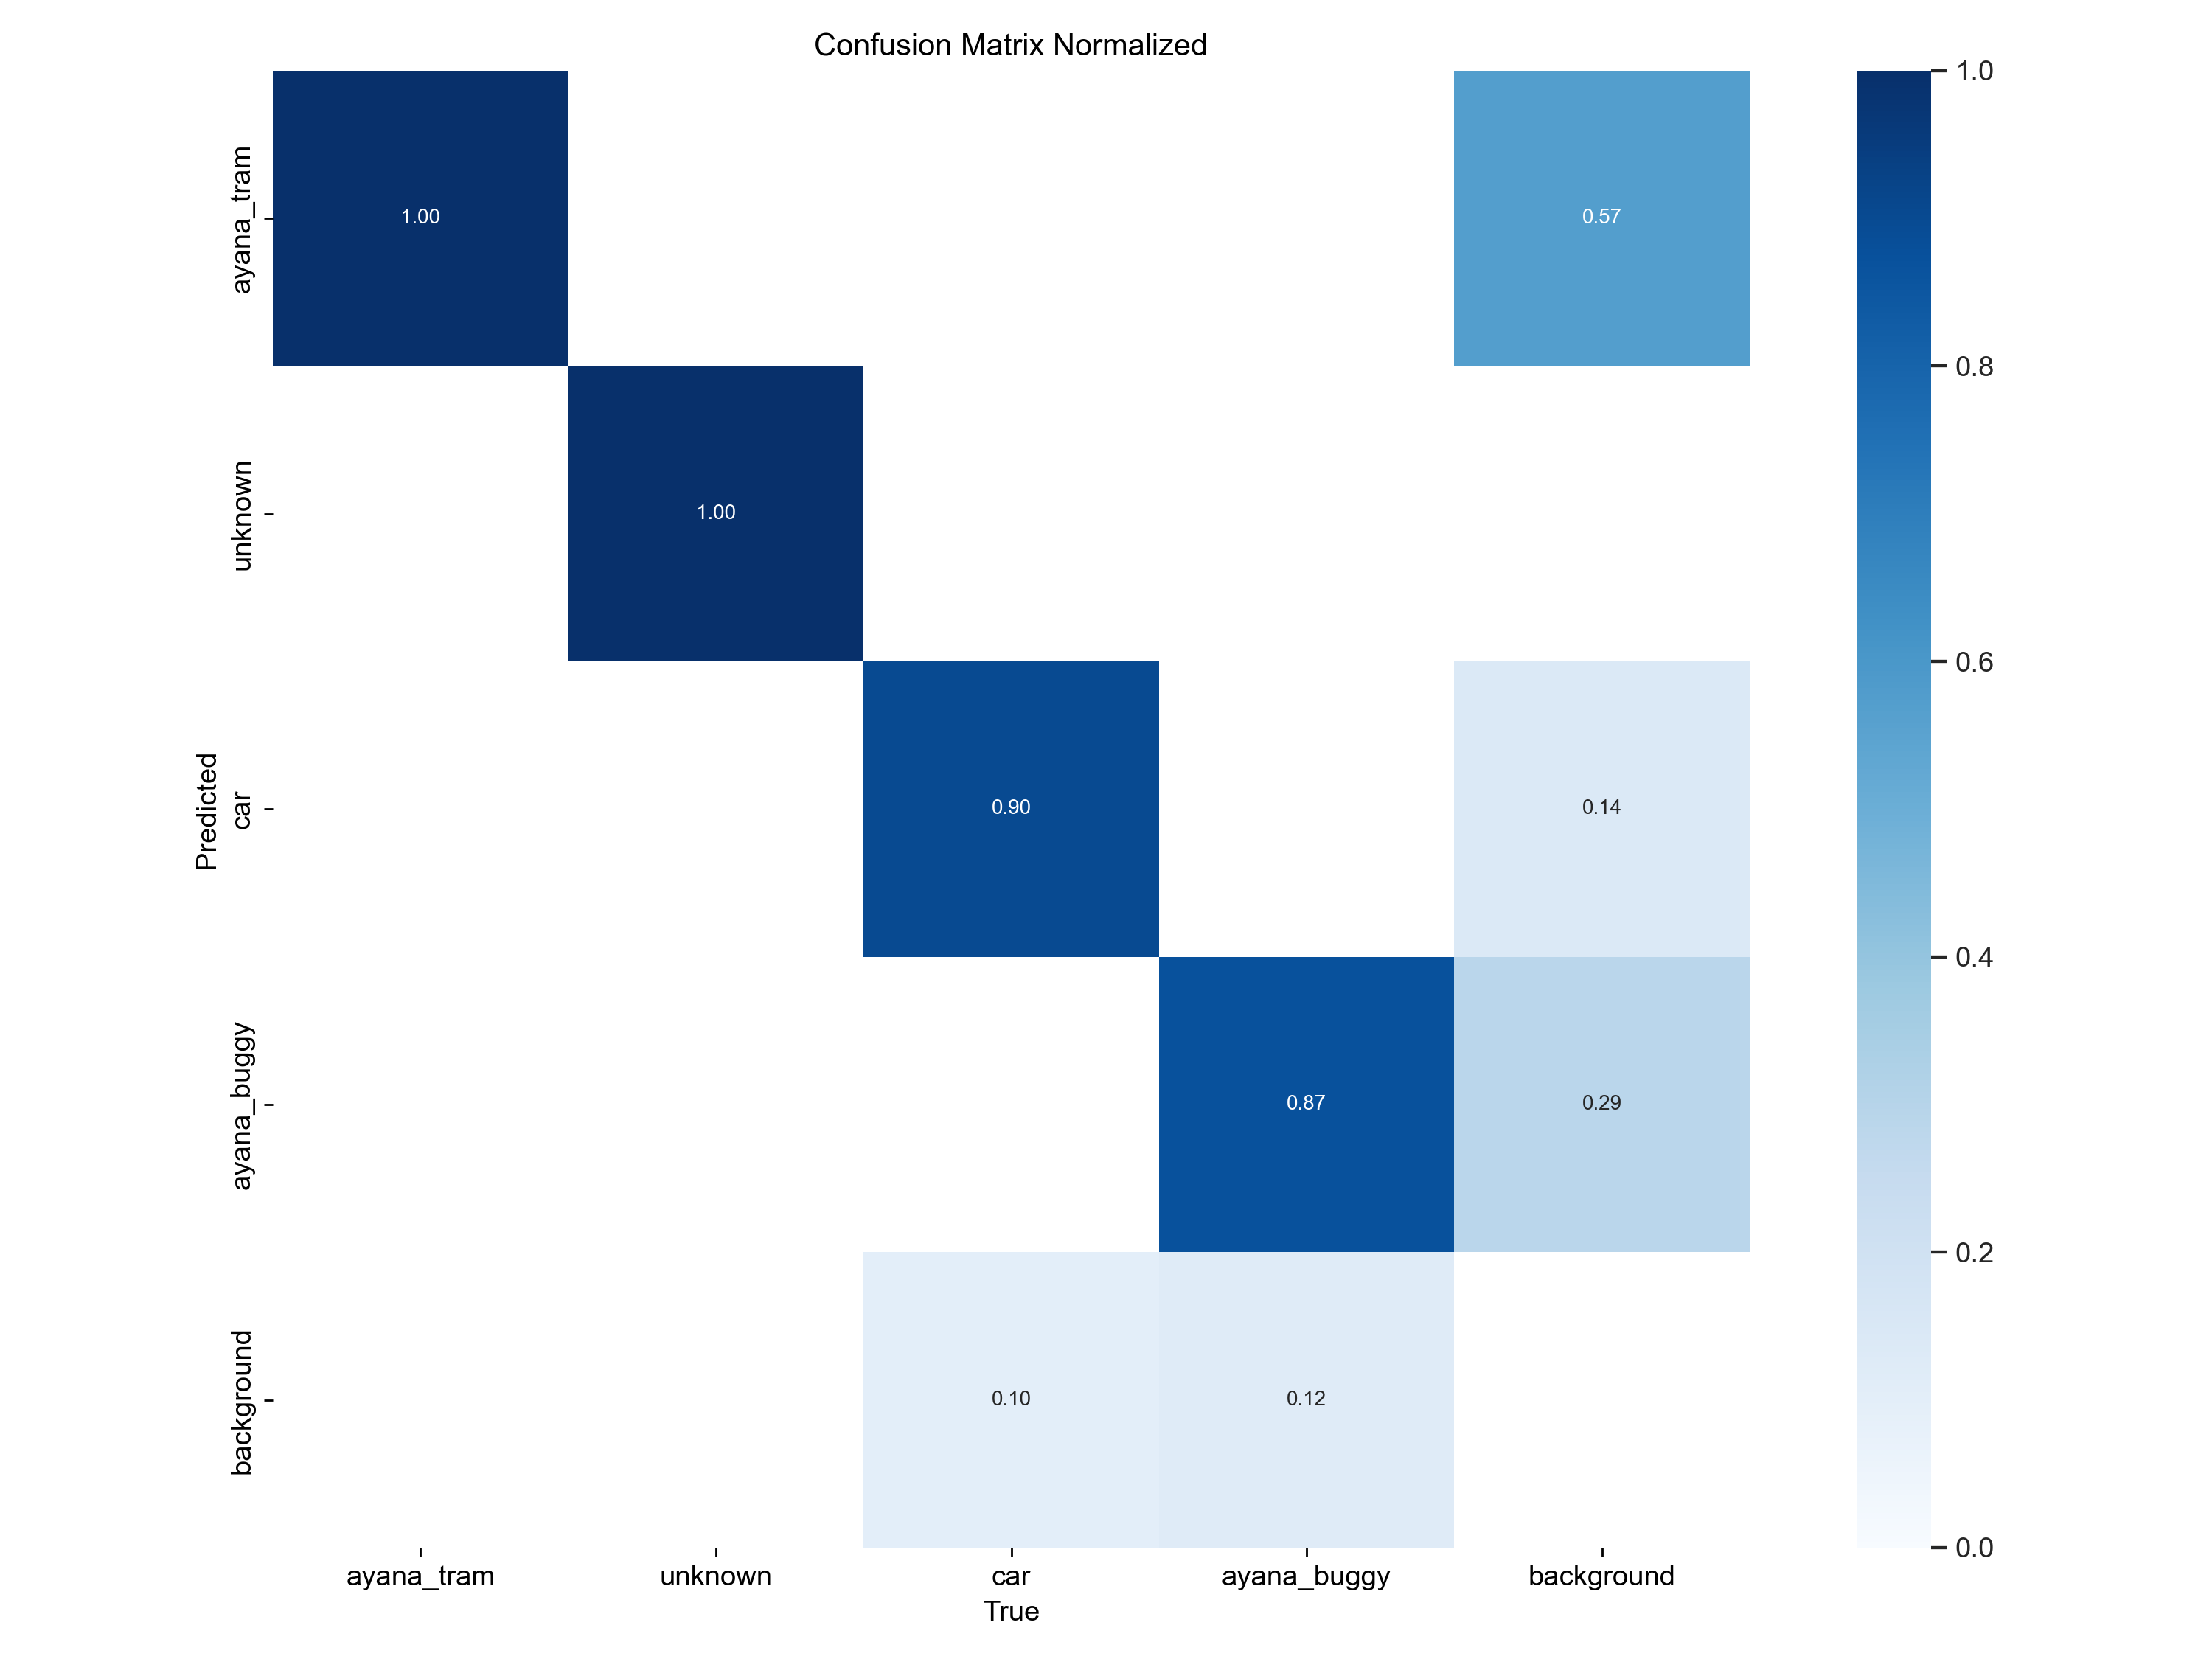 Confusion Matrix Normalized
ayana_tram
unknown
car
ayana_buggy
background
Predicted
1.00
0.57
1.00
0.90
0.14
0.87
0.29
0.10
0.12
ayana_tram
unknown
car
ayana_buggy
background
True
1.0
0.8
0.6
0.4
0.2
0.0